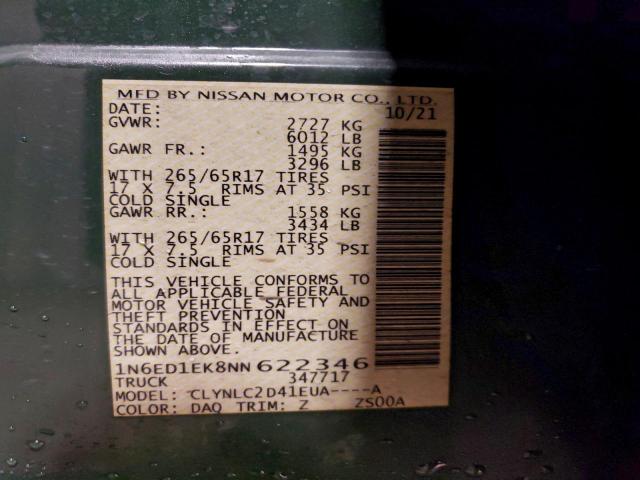 MFD BY NISSAN MOTOR CO., LTD.
DATE: 10/21
GVWR: 2727 KG
6012 LB
GAWR FR.: 1495 KG
3296 LB
WITH 265/65R17 TIRES
17 X 7.5 RIMS AT 35 PSI
COLD SINGLE
GAWR RR.: 1558 KG
3434 LB
WITH 265/65R17 TIRES
17 X 7.5 RIMS AT 35 PSI
COLD SINGLE
THIS VEHICLE CONFORMS TO
ALL APPLICABLE FEDERAL
MOTOR VEHICLE SAFETY AND
THEFT PREVENTION
STANDARDS IN EFFECT ON
THE DATE OF MANUFACTURE
SHOWN ABOVE.
1N6ED1EK8NN622346
TRUCK 347717
MODEL: CLYNLC2D41EUA----A
COLOR: DAQ TRIM: Z ZS00A